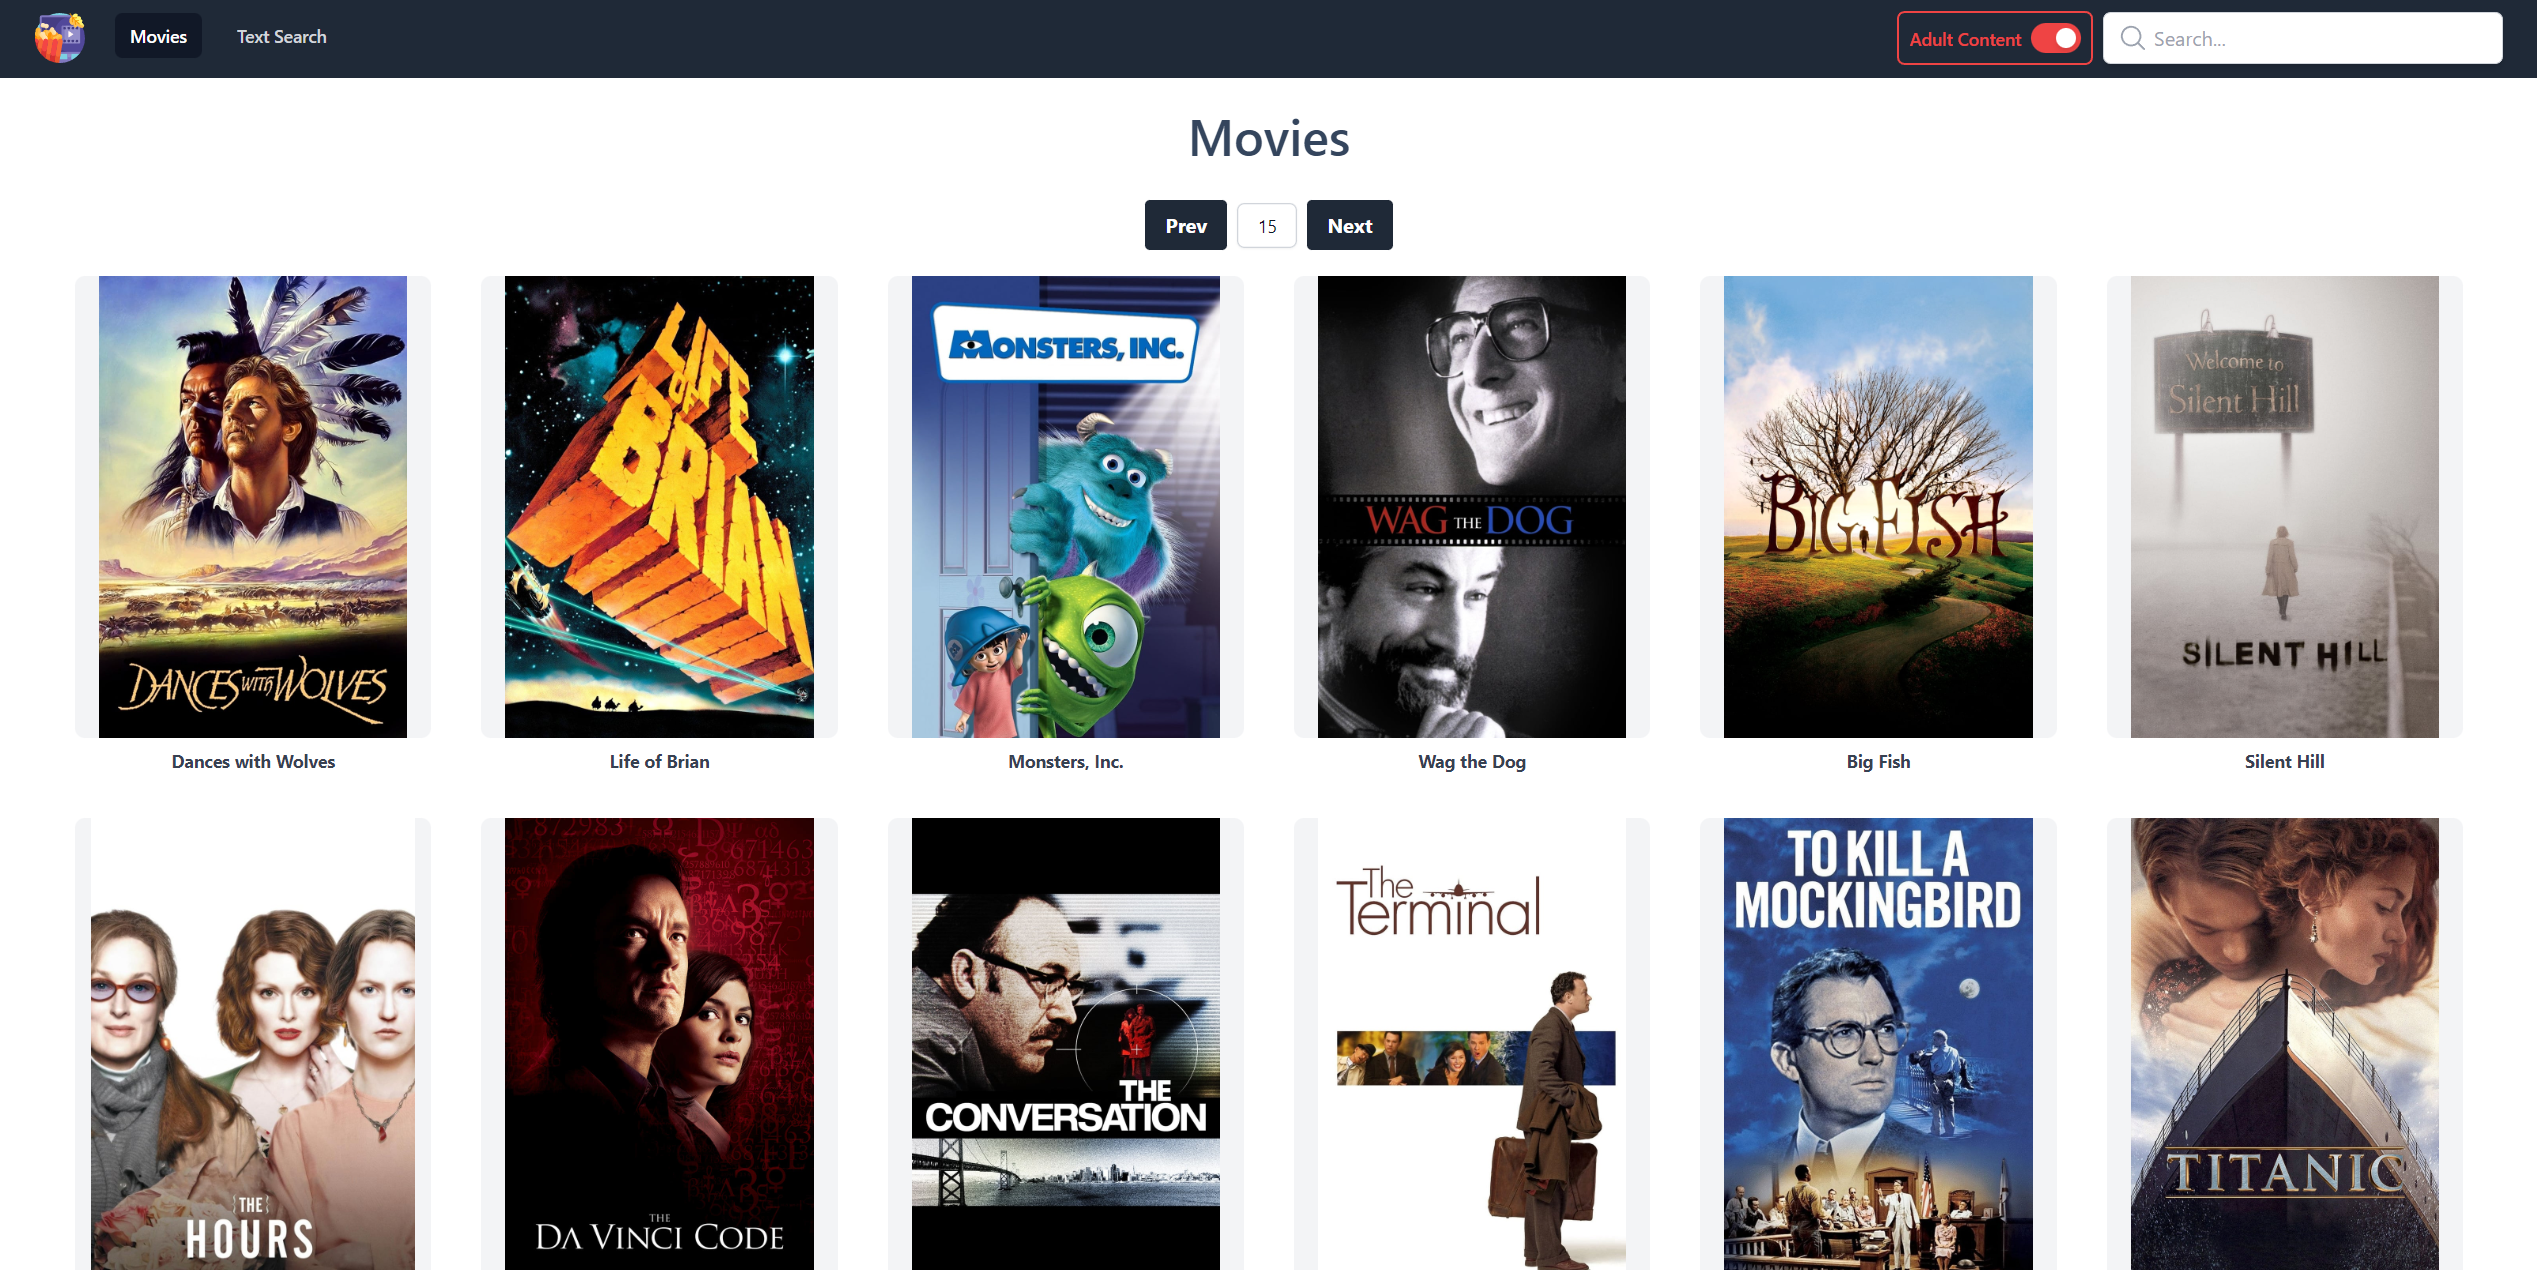 Movies
Text Search
Adult Content
Search...
Movies
Prev
15
Next
DANCES WITH WOLVES
LIFE
OF
BRIAN
LIFE OF
BRIAN
MONSTERS, INC.
WAG THE DOG
BIG FISH
Welcome to
Silent Hill
SILENT HILL
Dances with Wolves
Life of Brian
Monsters, Inc.
Wag the Dog
Big Fish
Silent Hill
THE
HOURS
THE
DA VINCI CODE
THE
CONVERSATION
The
Terminal
TO KILL A
MOCKINGBIRD
TITANIC